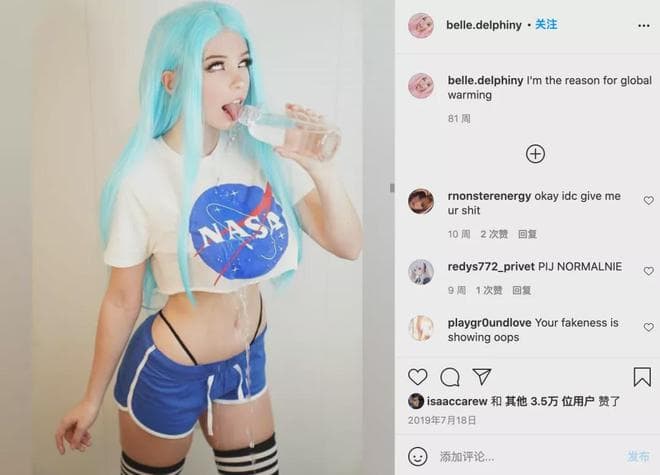 NASA
belle.delphiny • 关注
belle.delphiny I'm the reason for global
warming
81 周
rnonsterenergy okay idc give me
ur shit
10 周 2 次赞 回复
redys772_privet PIJ NORMALNIE
9 周 1 次赞 回复
playgr0undlove Your fakeness is
showing oops
isaaccarew 和 其他 3.5万 位用户 赞了
2019年7月18日
添加评论... 发布